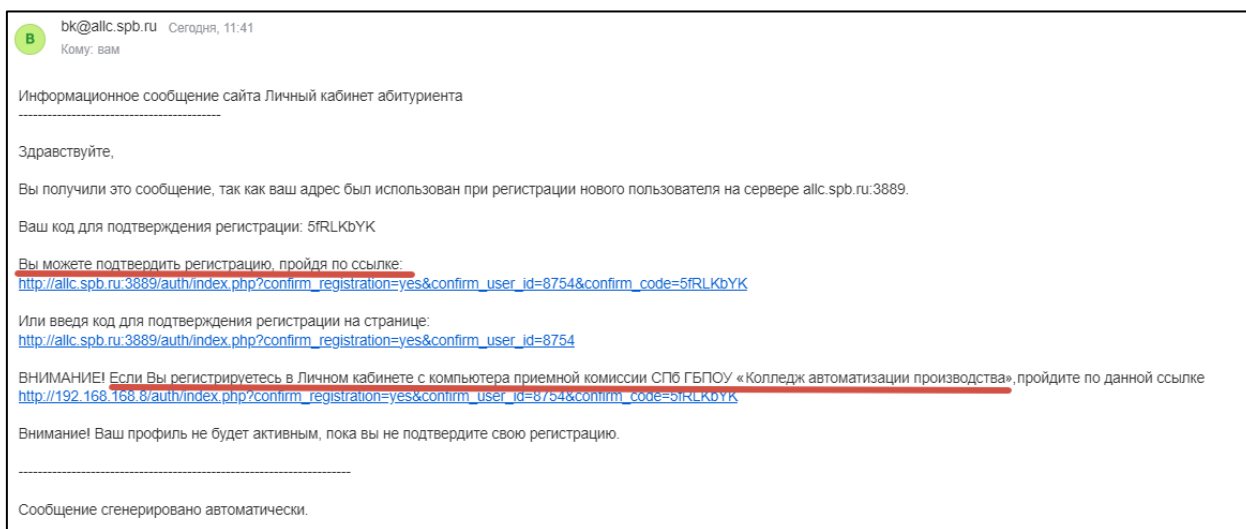 bk@allc.spb.ru Сегодня, 11:41
В
Кому: вам
Информационное сообщение сайта Личный кабинет абитуриента
------------------------------------------
Здравствуйте,
Вы получили это сообщение, так как ваш адрес был использован при регистрации нового пользователя на сервере allc.spb.ru:3889.
Ваш код для подтверждения регистрации: 5fRLKbYK
Вы можете подтвердить регистрацию, пройдя по ссылке:
http://allc.spb.ru:3889/auth/index.php?confirm_registration=yes&confirm_user_id=8754&confirm_code=5fRLKbYK
Или введя код для подтверждения регистрации на странице:
http://allc.spb.ru:3889/auth/index.php?confirm_registration=yes&confirm_user_id=8754
ВНИМАНИЕ! Если Вы регистрируетесь в Личном кабинете с компьютера приемной комиссии СПб ГБПОУ «Колледж автоматизации производства»,пройдите по данной ссылке
http://192.168.168.8/auth/index.php?confirm_registration=yes&confirm_user_id=8754&confirm_code=5fRLKbYK
Внимание! Ваш профиль не будет активным, пока вы не подтвердите свою регистрацию.
---------------------------------------------------------------------
Сообщение сгенерировано автоматически.